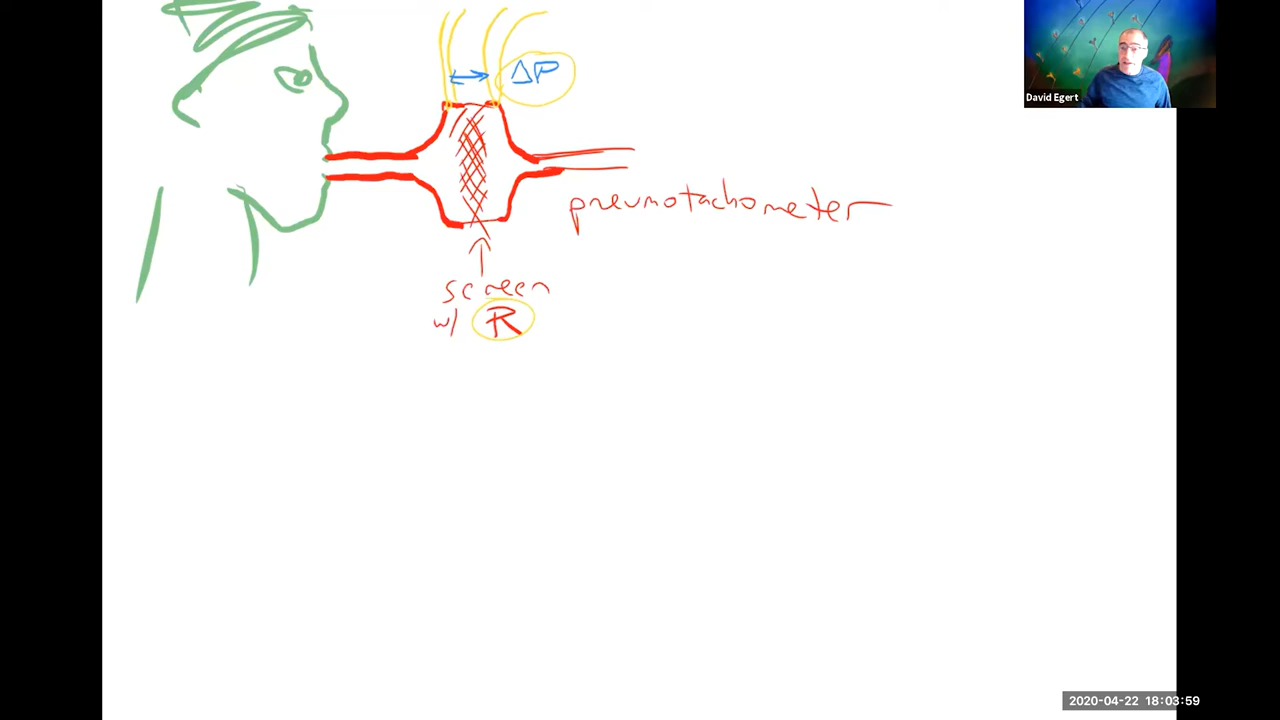 ΔP
David Egert
pneumotachometer
screen
w/ R
2020-04-22 18:03:59